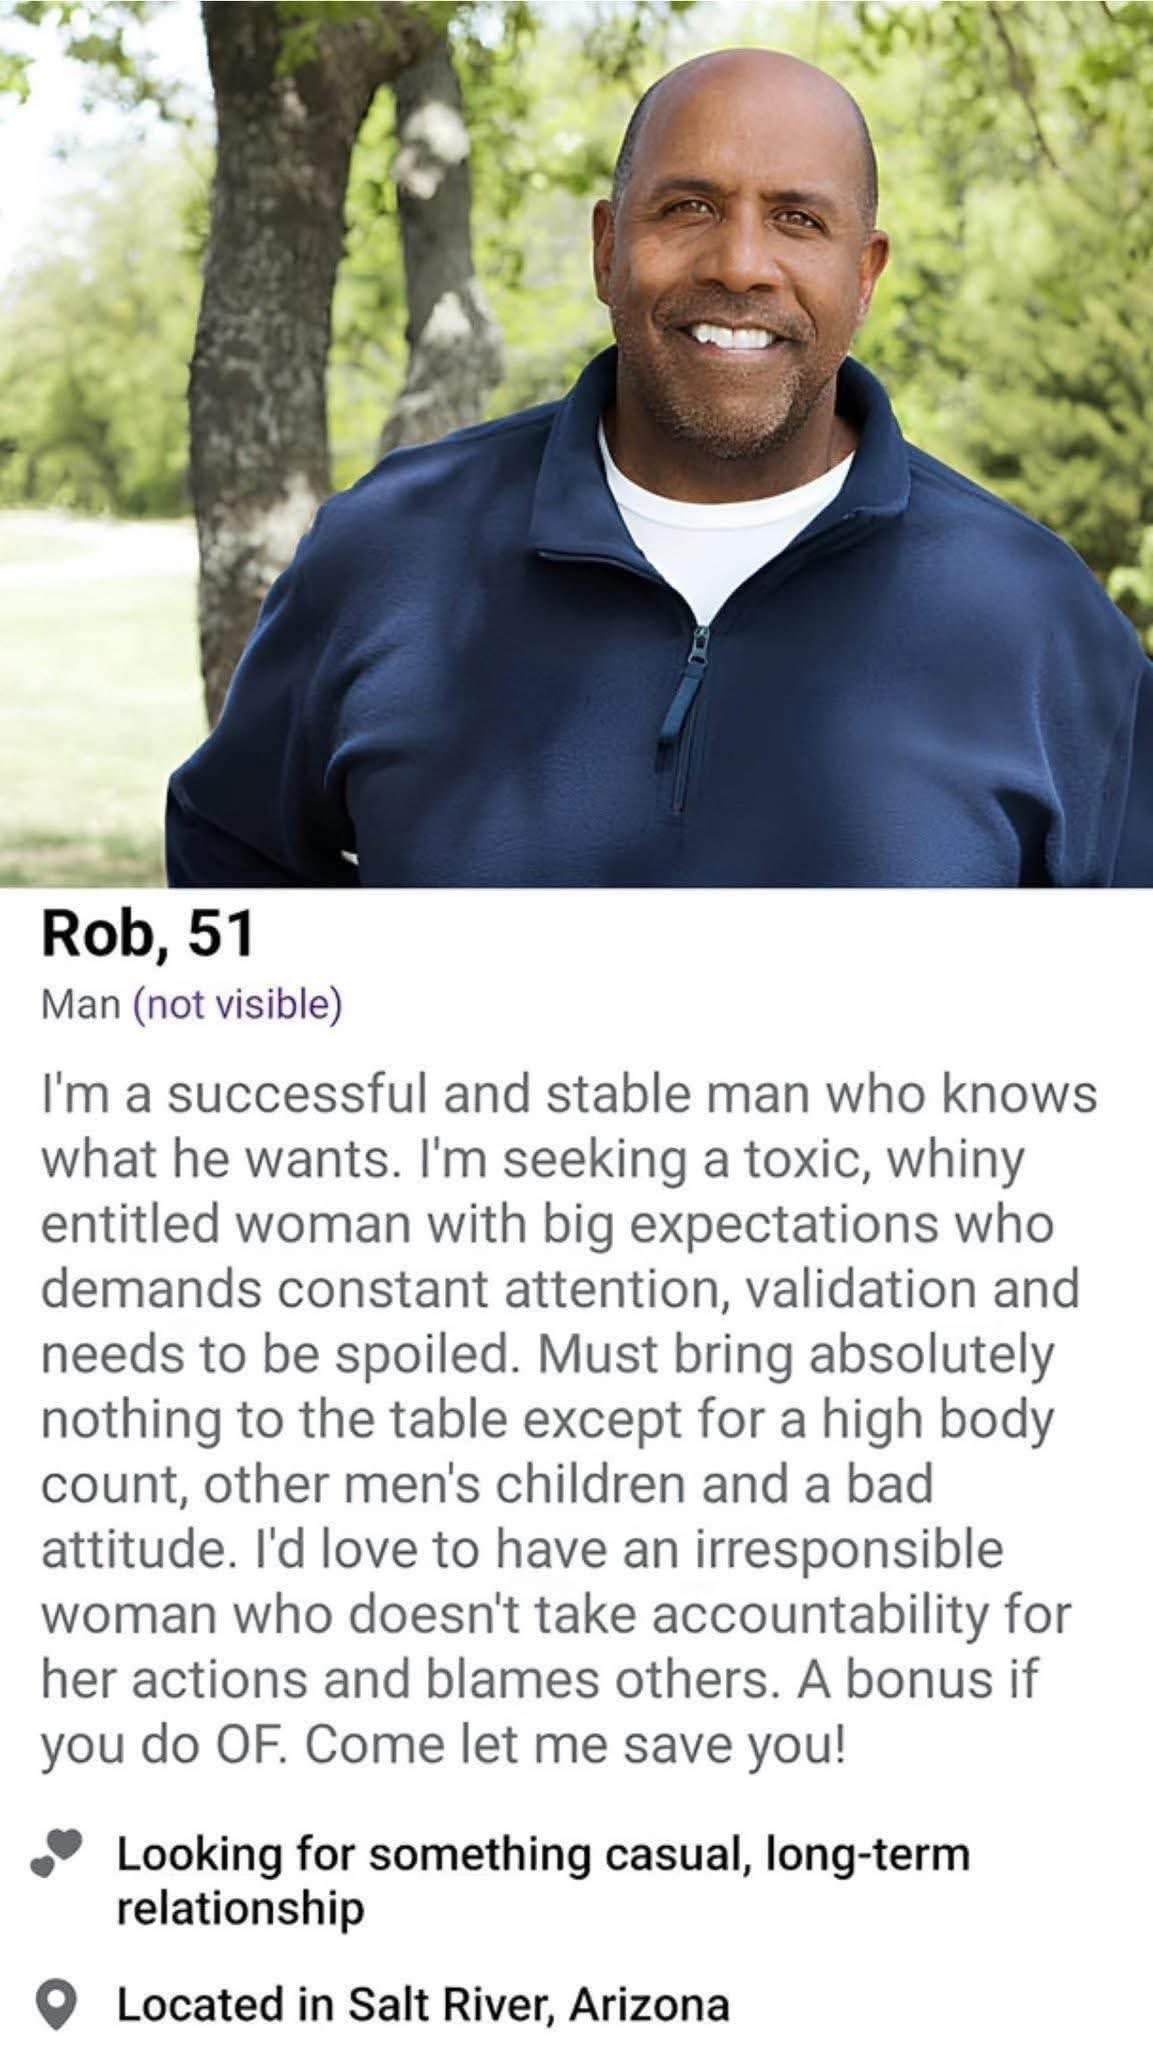 Rob, 51
Man (not visible)
I'm a successful and stable man who knows
what he wants. I'm seeking a toxic, whiny
entitled woman with big expectations who
demands constant attention, validation and
needs to be spoiled. Must bring absolutely
nothing to the table except for a high body
count, other men's children and a bad
attitude. I'd love to have an irresponsible
woman who doesn't take accountability for
her actions and blames others. A bonus if
you do OF. Come let me save you!
Looking for something casual, long-term
relationship
Located in Salt River, Arizona